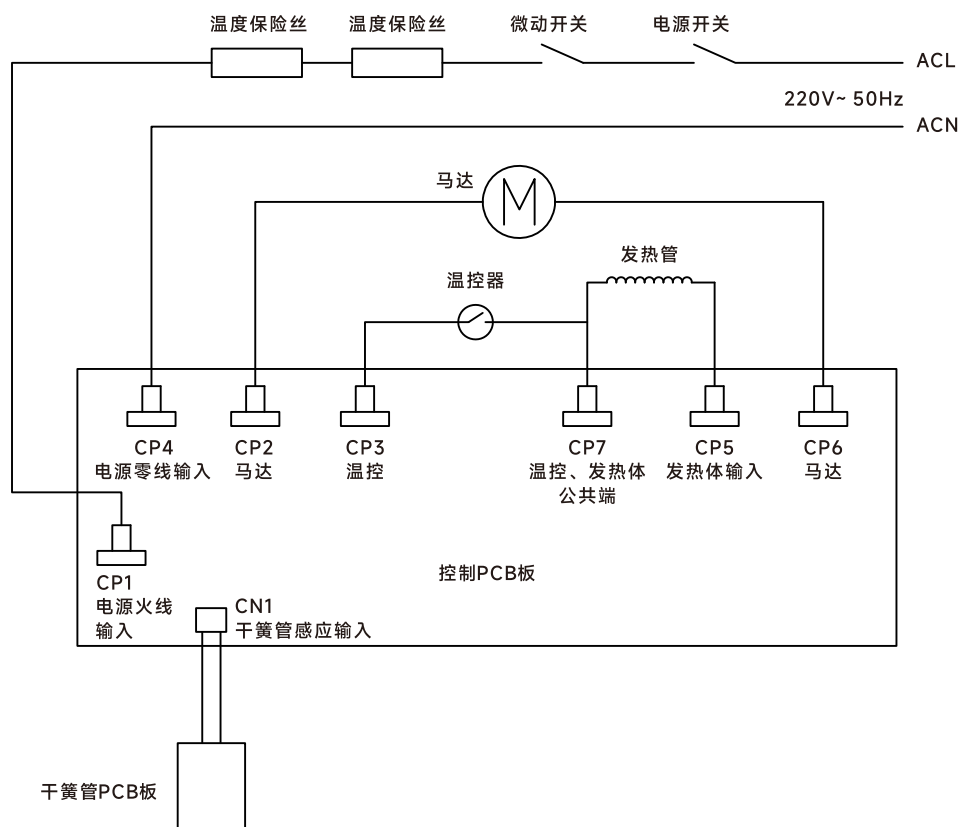 温度保险丝
温度保险丝
微动开关
电源开关
ACL
220V~ 50Hz
ACN
马达
M
发热管
温控器
CP4
电源零线输入
CP2
马达
CP3
温控
CP7
温控、发热体
公共端
CP5
发热体输入
CP6
马达
控制PCB板
CP1
电源火线
输入
CN1
干簧管感应输入
干簧管PCB板